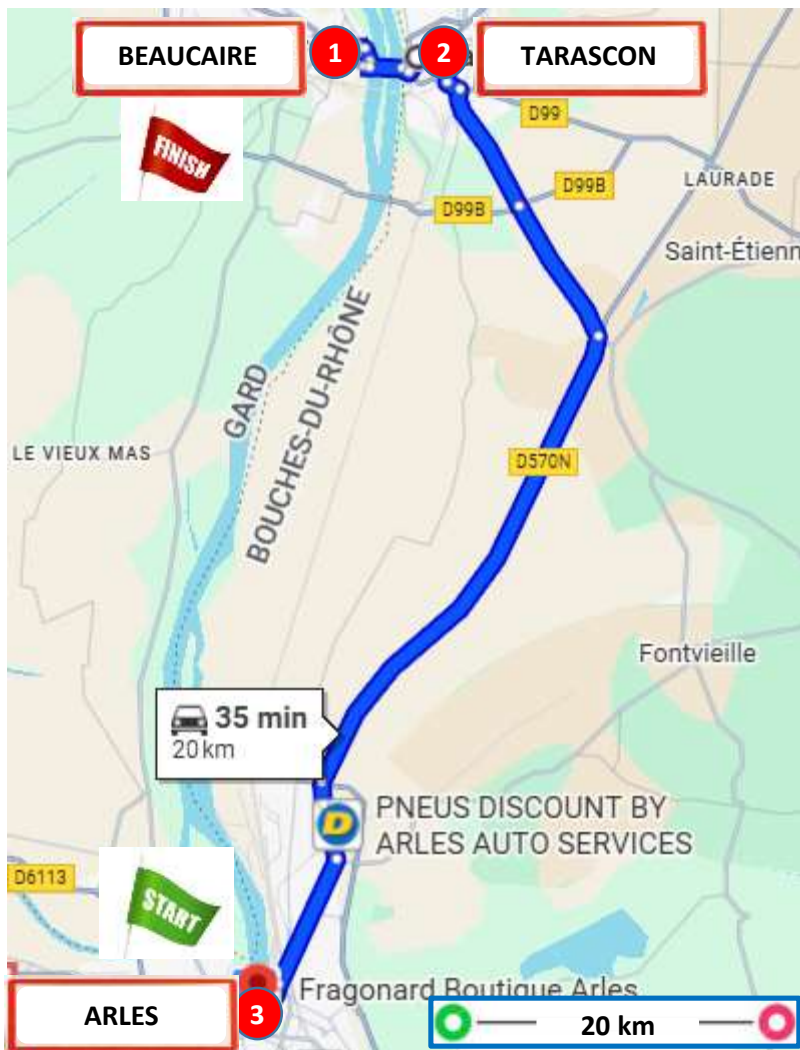 BEAUCAIRE
1
2
TARASCON
FINISH
D99
D99B
D99B
LAURADE
Saint-Étienn
GARD
BOUCHES-DU-RHÔNE
LE VIEUX MAS
D570N
Fontvieille
35 min
20 km
D
PNEUS DISCOUNT BY
ARLES AUTO SERVICES
D6113
START
Fragonard Boutique Arles
ARLES
3
20 km